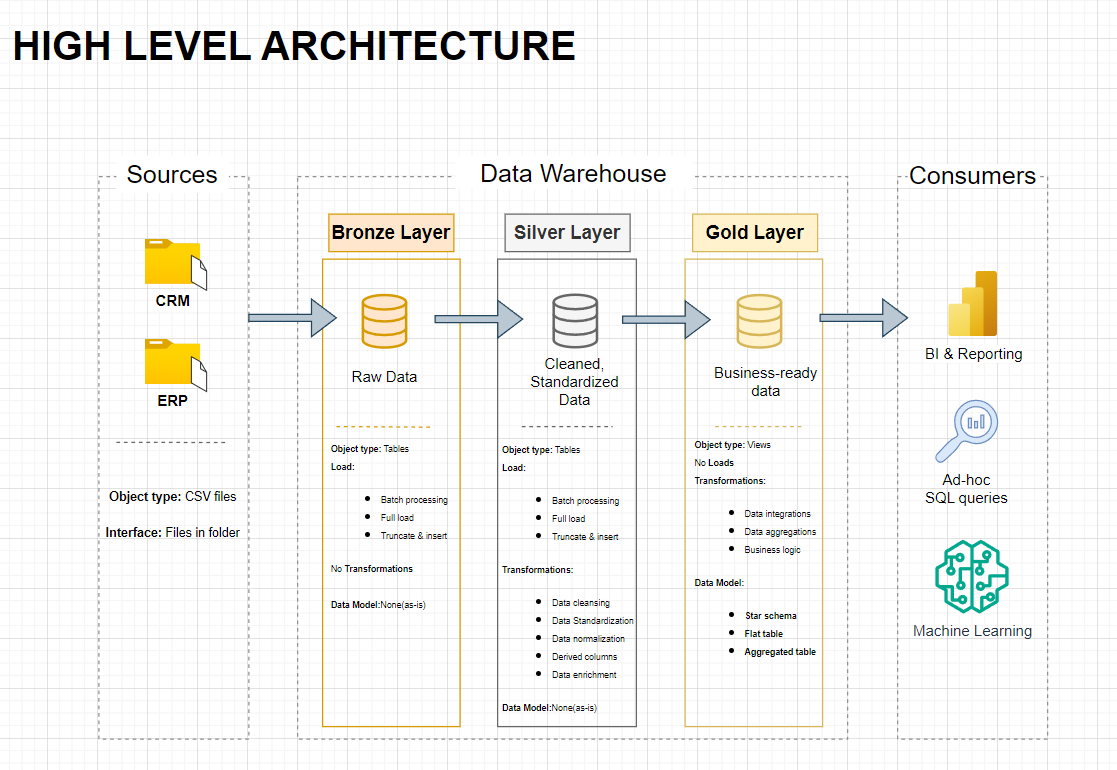 HIGH LEVEL ARCHITECTURE
Sources
CRM
ERP
Object type: CSV files
Interface: Files in folder
Data Warehouse
Bronze Layer
Raw Data
Object type: Tables
Load:
Batch processing
Full load
Truncate & insert
No Transformations
Data Model:None(as-is)
Silver Layer
Cleaned,
Standardized
Data
Object type: Tables
Load:
Batch processing
Full load
Truncate & insert
Transformations:
Data cleansing
Data Standardization
Data normalization
Derived columns
Data enrichment
Data Model:None(as-is)
Gold Layer
Business-ready
data
Object type: Views
No Loads
Transformations:
Data integrations
Data aggregations
Business logic
Data Model:
Star schema
Flat table
Aggregated table
Consumers
BI & Reporting
Ad-hoc
SQL queries
Machine Learning